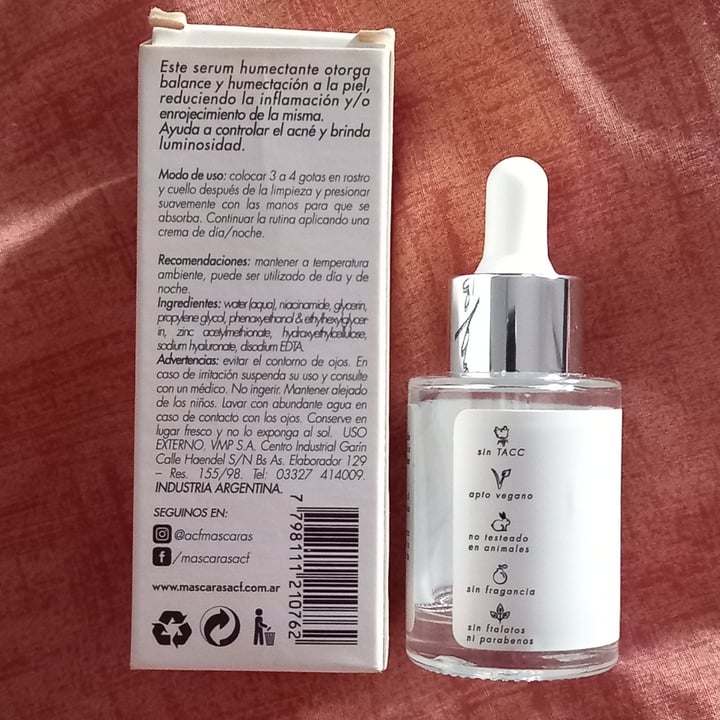 Este serum humectante otorga
balance y humectación a la piel,
reduciendo la inflamación y/o
enrojecimiento de la misma.
Ayuda a controlar el acné y brinda
luminosidad.
Modo de uso: colocar 3 a 4 gotas en rostro
y cuello después de la limpieza y presionar
suavemente con las manos para que se
absorba. Continuar la rutina aplicando una
crema de día/noche.
Recomendaciones: mantener a temperatura
ambiente, puede ser utilizado de día y de
noche.
Ingredientes: water (aqua), niacinamide, glycerin,
propylene glycol, phenoxyethanol & ethylhexylglycer-
in, zinc acetylmethionate, hydroxyethylcellulose,
sodium hyaluronate, disodium EDTA.
Advertencias: evitar el contorno de ojos. En
caso de irritación suspenda su uso y consulte
con un médico. No ingerir. Mantener alejado
de los niños. Lavar con abundante agua en
caso de contacto con los ojos. Conserve en
lugar fresco y no lo exponga al sol. USO
EXTERNO. VMP S.A. Centro Industrial Garín
Calle Haendel S/N Bs As. Elaborador 129
– Res. 155/98. Tel: 03327 414009.
INDUSTRIA ARGENTINA.
SEGUINOS EN:
@acfmascaras
/mascarasacf
www.mascarasacf.com.ar
7 798111 210762
sin TACC
apto vegano
no testeado
en animales
sin fragancia
sin ftalatos
ni parabenos